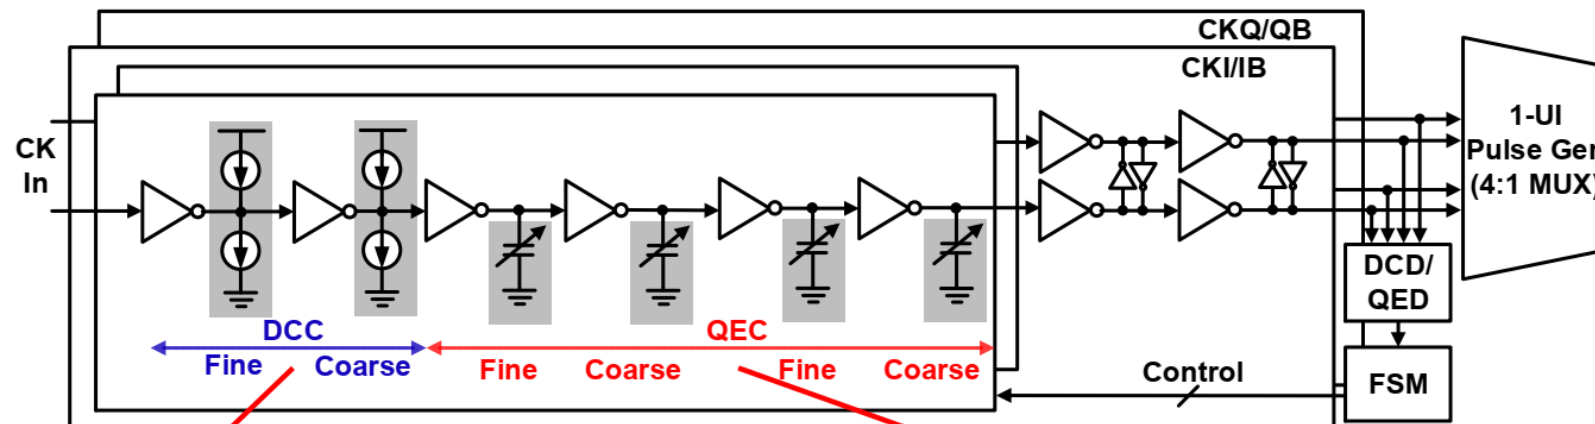 CKQ/QB
CKI/IB
CK
In
1-UI
Pulse Gen
(4:1 MUX)
DCC
QEC
Fine
Coarse
Fine
Coarse
Fine
Coarse
DCD/
QED
Control
FSM